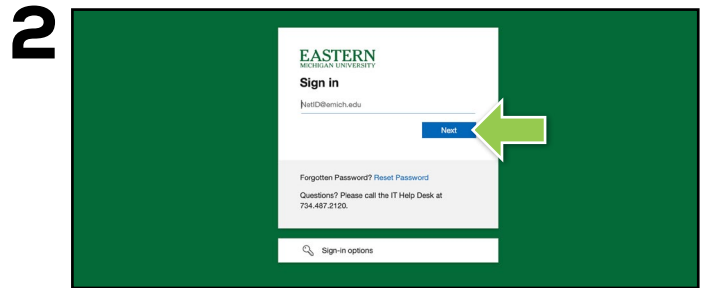 2
EASTERN
MICHIGAN UNIVERSITY
Sign in
NetID@emich.edu
Next
Forgotten Password? Reset Password
Questions? Please call the IT Help Desk at
734.487.2120.
Sign-in options